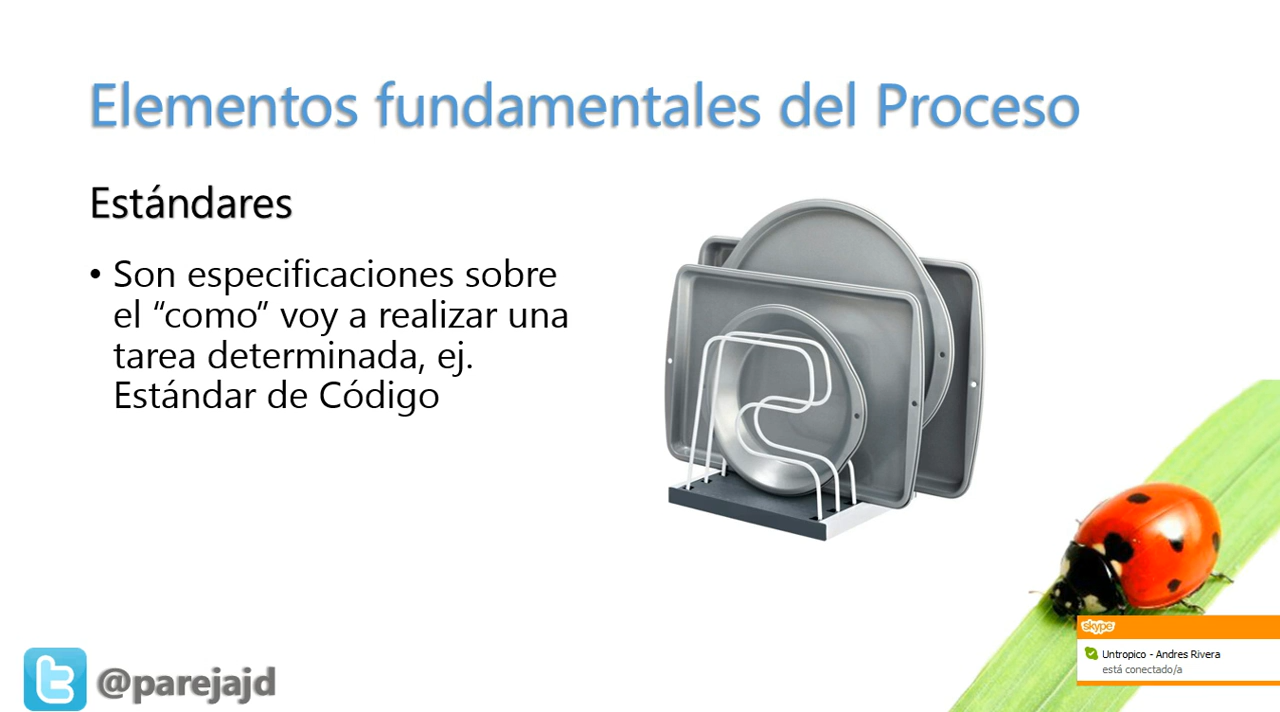 Elementos fundamentales del Proceso
Estándares
• Son especificaciones sobre
el “como” voy a realizar una
tarea determinada, ej.
Estándar de Código
skype
Untropico - Andres Rivera
está conectado/a
@parejajd